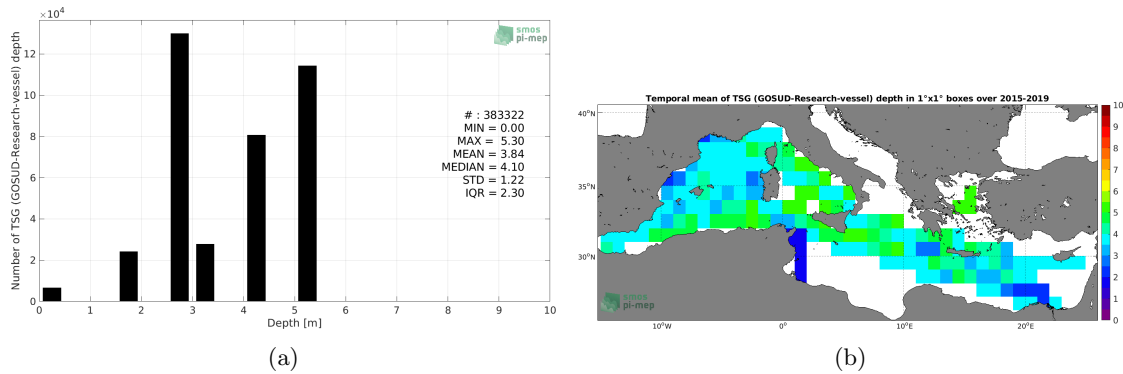 ×10⁴
12
10
8
6
4
2
0
Number of TSG (GOSUD-Research-vessel) depth
0 1 2 3 4 5 6 7 8 9 10
Depth [m]
smos
pi-mep
# : 383322
MIN = 0.00
MAX = 5.30
MEAN = 3.84
MEDIAN = 4.10
STD = 1.22
IQR = 2.30
(a)
Temporal mean of TSG (GOSUD-Research-vessel) depth in 1°x1° boxes over 2015-2019
40°N
35°N
30°N
10°W 0° 10°E 20°E
smos
pi-mep
10
9
8
7
6
5
4
3
2
1
0
(b)